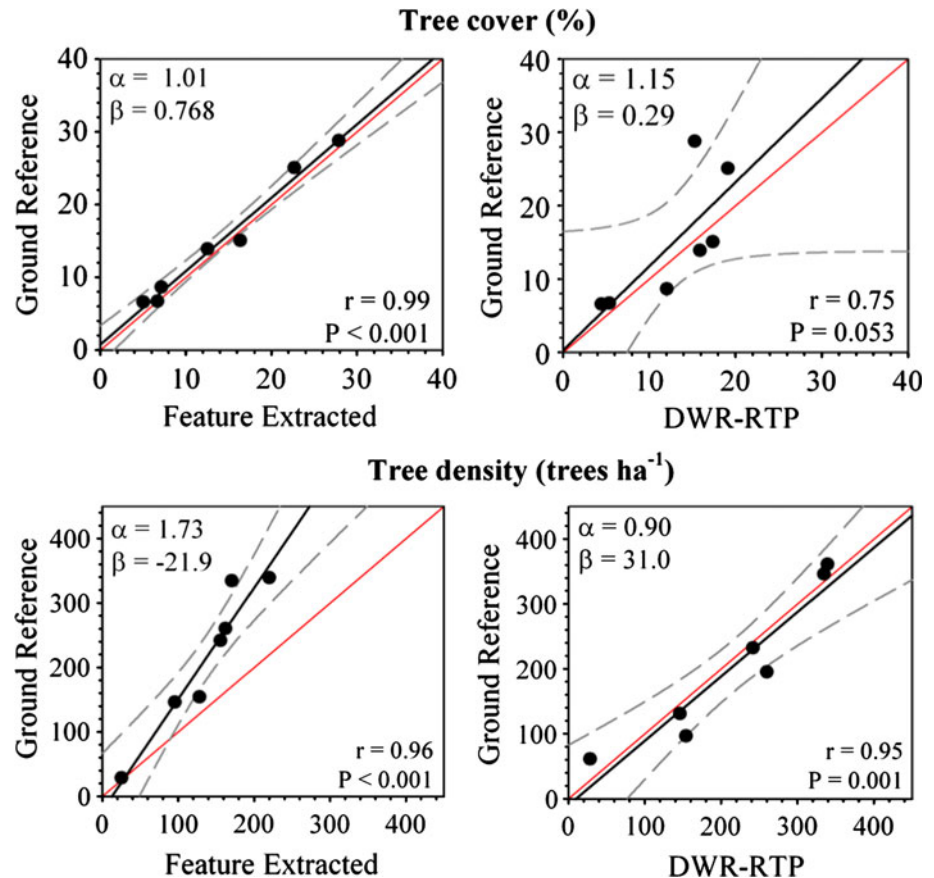 Tree cover (%)
α = 1.01
β = 0.768
40
30
20
10
0
Ground Reference
r = 0.99
P < 0.001
0 10 20 30 40
Feature Extracted
α = 1.15
β = 0.29
40
30
20
10
0
Ground Reference
r = 0.75
P = 0.053
0 10 20 30 40
DWR-RTP
Tree density (trees ha⁻¹)
α = 1.73
β = -21.9
400
300
200
100
0
Ground Reference
r = 0.96
P < 0.001
0 100 200 300 400
Feature Extracted
α = 0.90
β = 31.0
400
300
200
100
0
Ground Reference
r = 0.95
P = 0.001
0 100 200 300 400
DWR-RTP